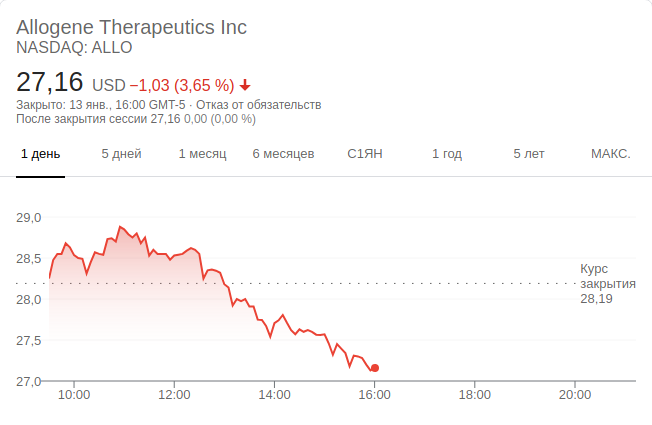 Allogene Therapeutics Inc
NASDAQ: ALLO
27,16 USD −1,03 (3,65 %)
Закрыто: 13 янв., 16:00 GMT-5 · Отказ от обязательств
После закрытия сессии 27,16 0,00 (0,00 %)
1 день 5 дней 1 месяц 6 месяцев С1ЯН 1 год 5 лет МАКС.
29,0
28,5
Курс
закрытия
28,19
28,0
27,5
27,0
10:00 12:00 14:00 16:00 18:00 20:00